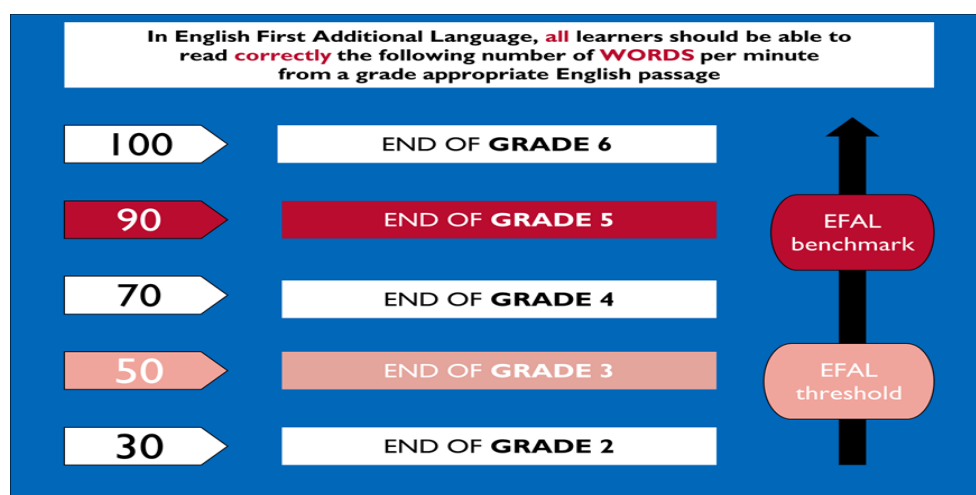 In English First Additional Language, all learners should be able to
read correctly the following number of WORDS per minute
from a grade appropriate English passage
100 END OF GRADE 6
90 END OF GRADE 5
EFAL
benchmark
70 END OF GRADE 4
50 END OF GRADE 3
EFAL
threshold
30 END OF GRADE 2